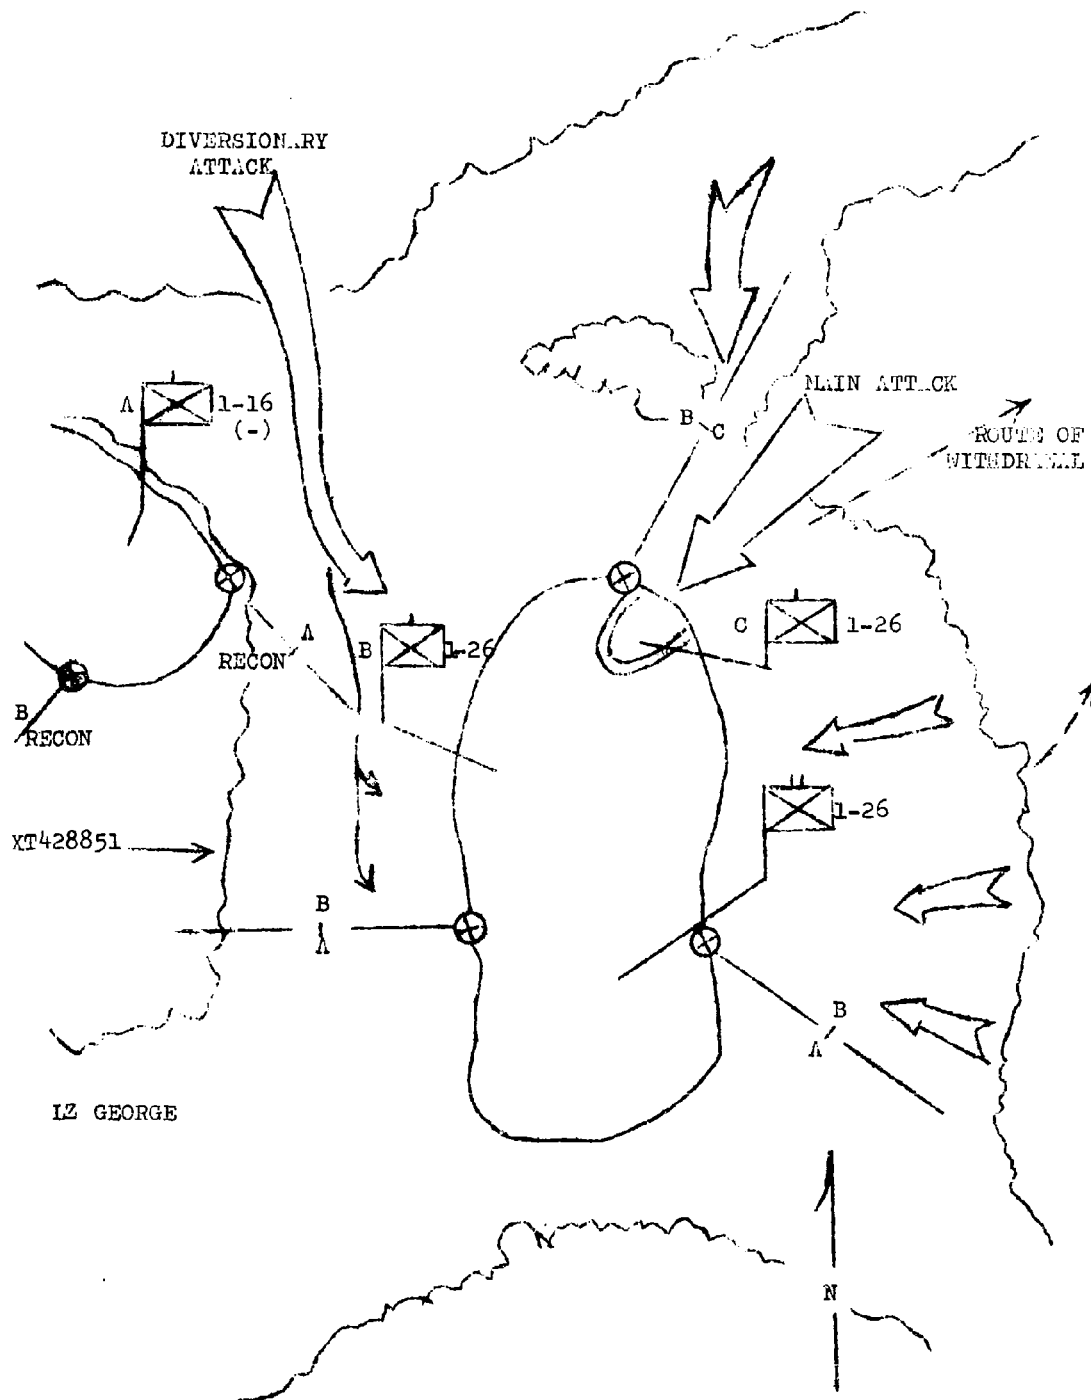 DIVERSIONARY
ATTACK
A 1-16
(-)
MAIN ATTACK
B
C
ROUTE OF
WITHDRAWAL
A
RECON
B 1-26
C 1-26
B
RECON
1-26
XT428851
B
A
B
A
LZ GEORGE
N